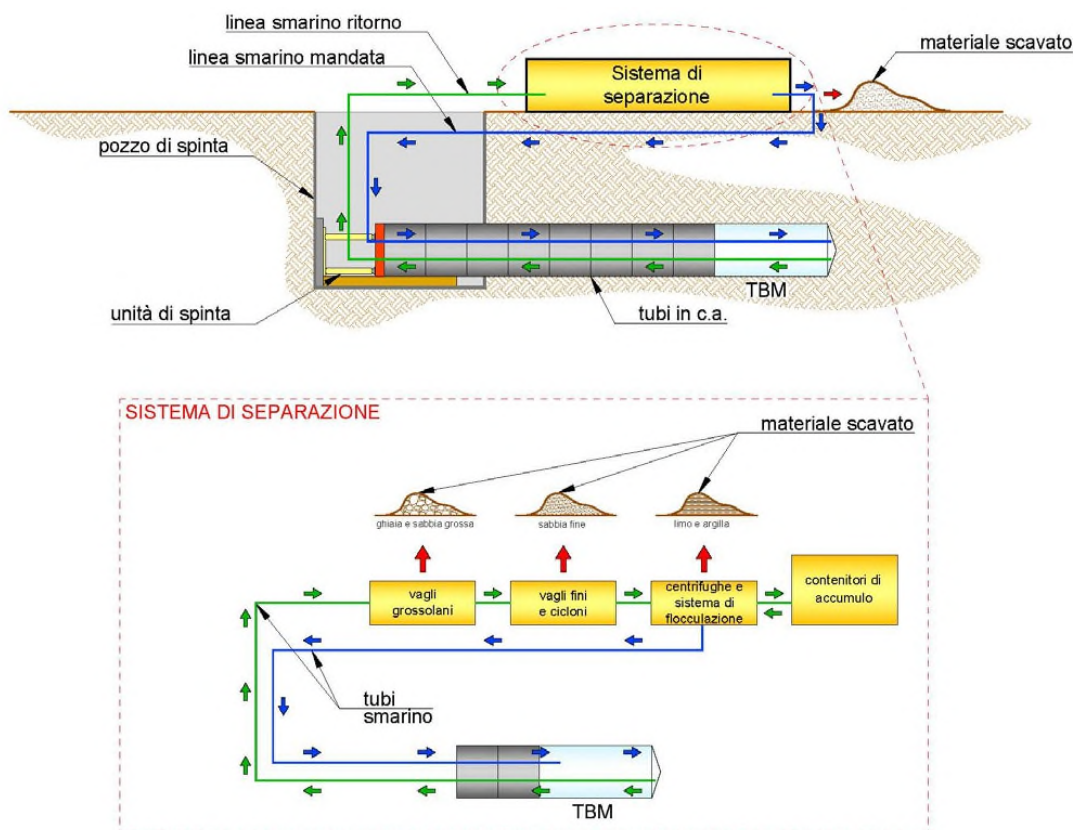 linea smarino ritorno
linea smarino mandata
materiale scavato
Sistema di
separazione
pozzo di spinta
unità di spinta
TBM
tubi in c.a.
SISTEMA DI SEPARAZIONE
materiale scavato
ghiaia e sabbia grossa
sabbia fine
limo e argilla
vagli
grossolani
vagli fini
e cicloni
centrifughe e
sistema di
flocculazione
contenitori di
accumulo
tubi
smarino
TBM